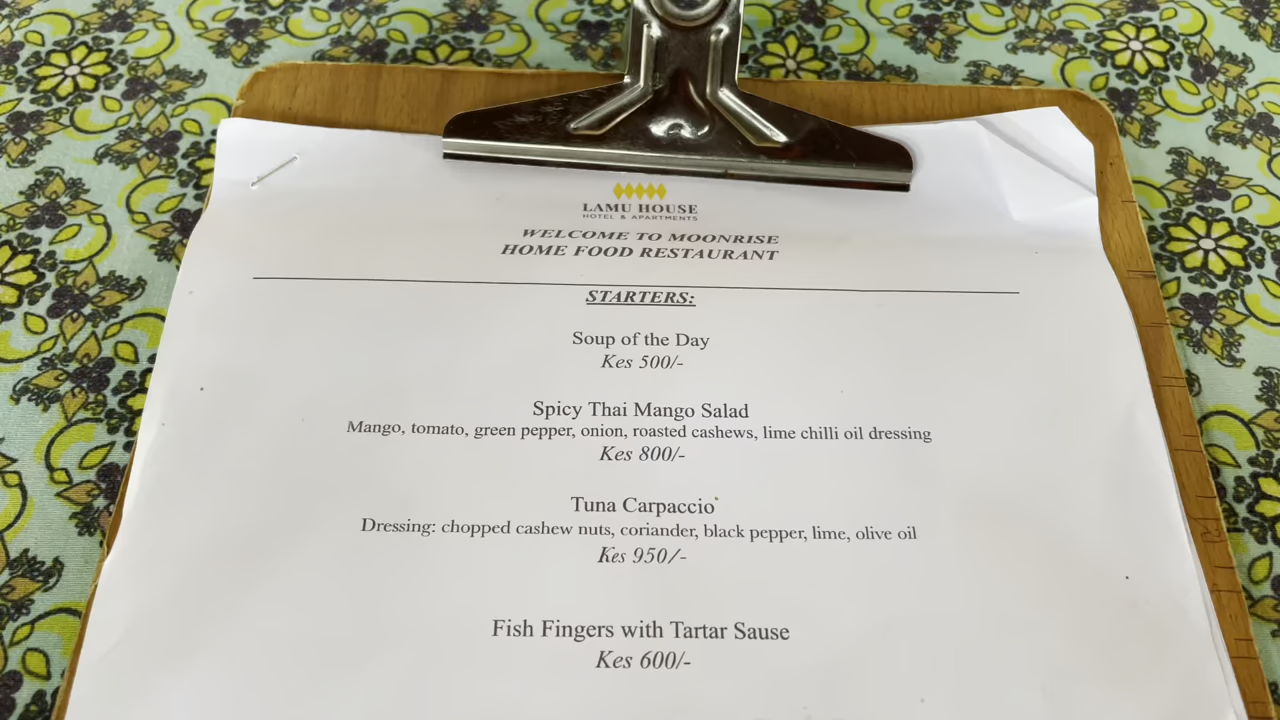 LAMU HOUSE
HOTEL & APARTMENTS
WELCOME TO MOONRISE
HOME FOOD RESTAURANT
STARTERS:
Soup of the Day
Kes 500/-
Spicy Thai Mango Salad
Mango, tomato, green pepper, onion, roasted cashews, lime chilli oil dressing
Kes 800/-
Tuna Carpaccio
Dressing: chopped cashew nuts, coriander, black pepper, lime, olive oil
Kes 950/-
Fish Fingers with Tartar Sause
Kes 600/-